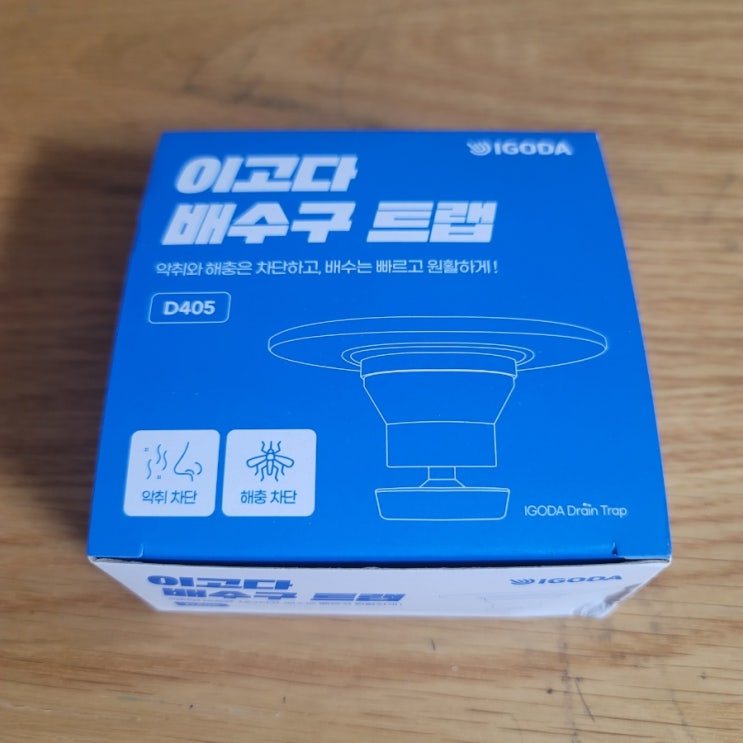 IGODA
이고다
배수구 트랩
악취와 해충은 차단하고, 배수는 빠르고 원활하게!
D405
악취 차단
해충 차단
IGODA Drain Trap
이고다
IGODA
배수구 트랩